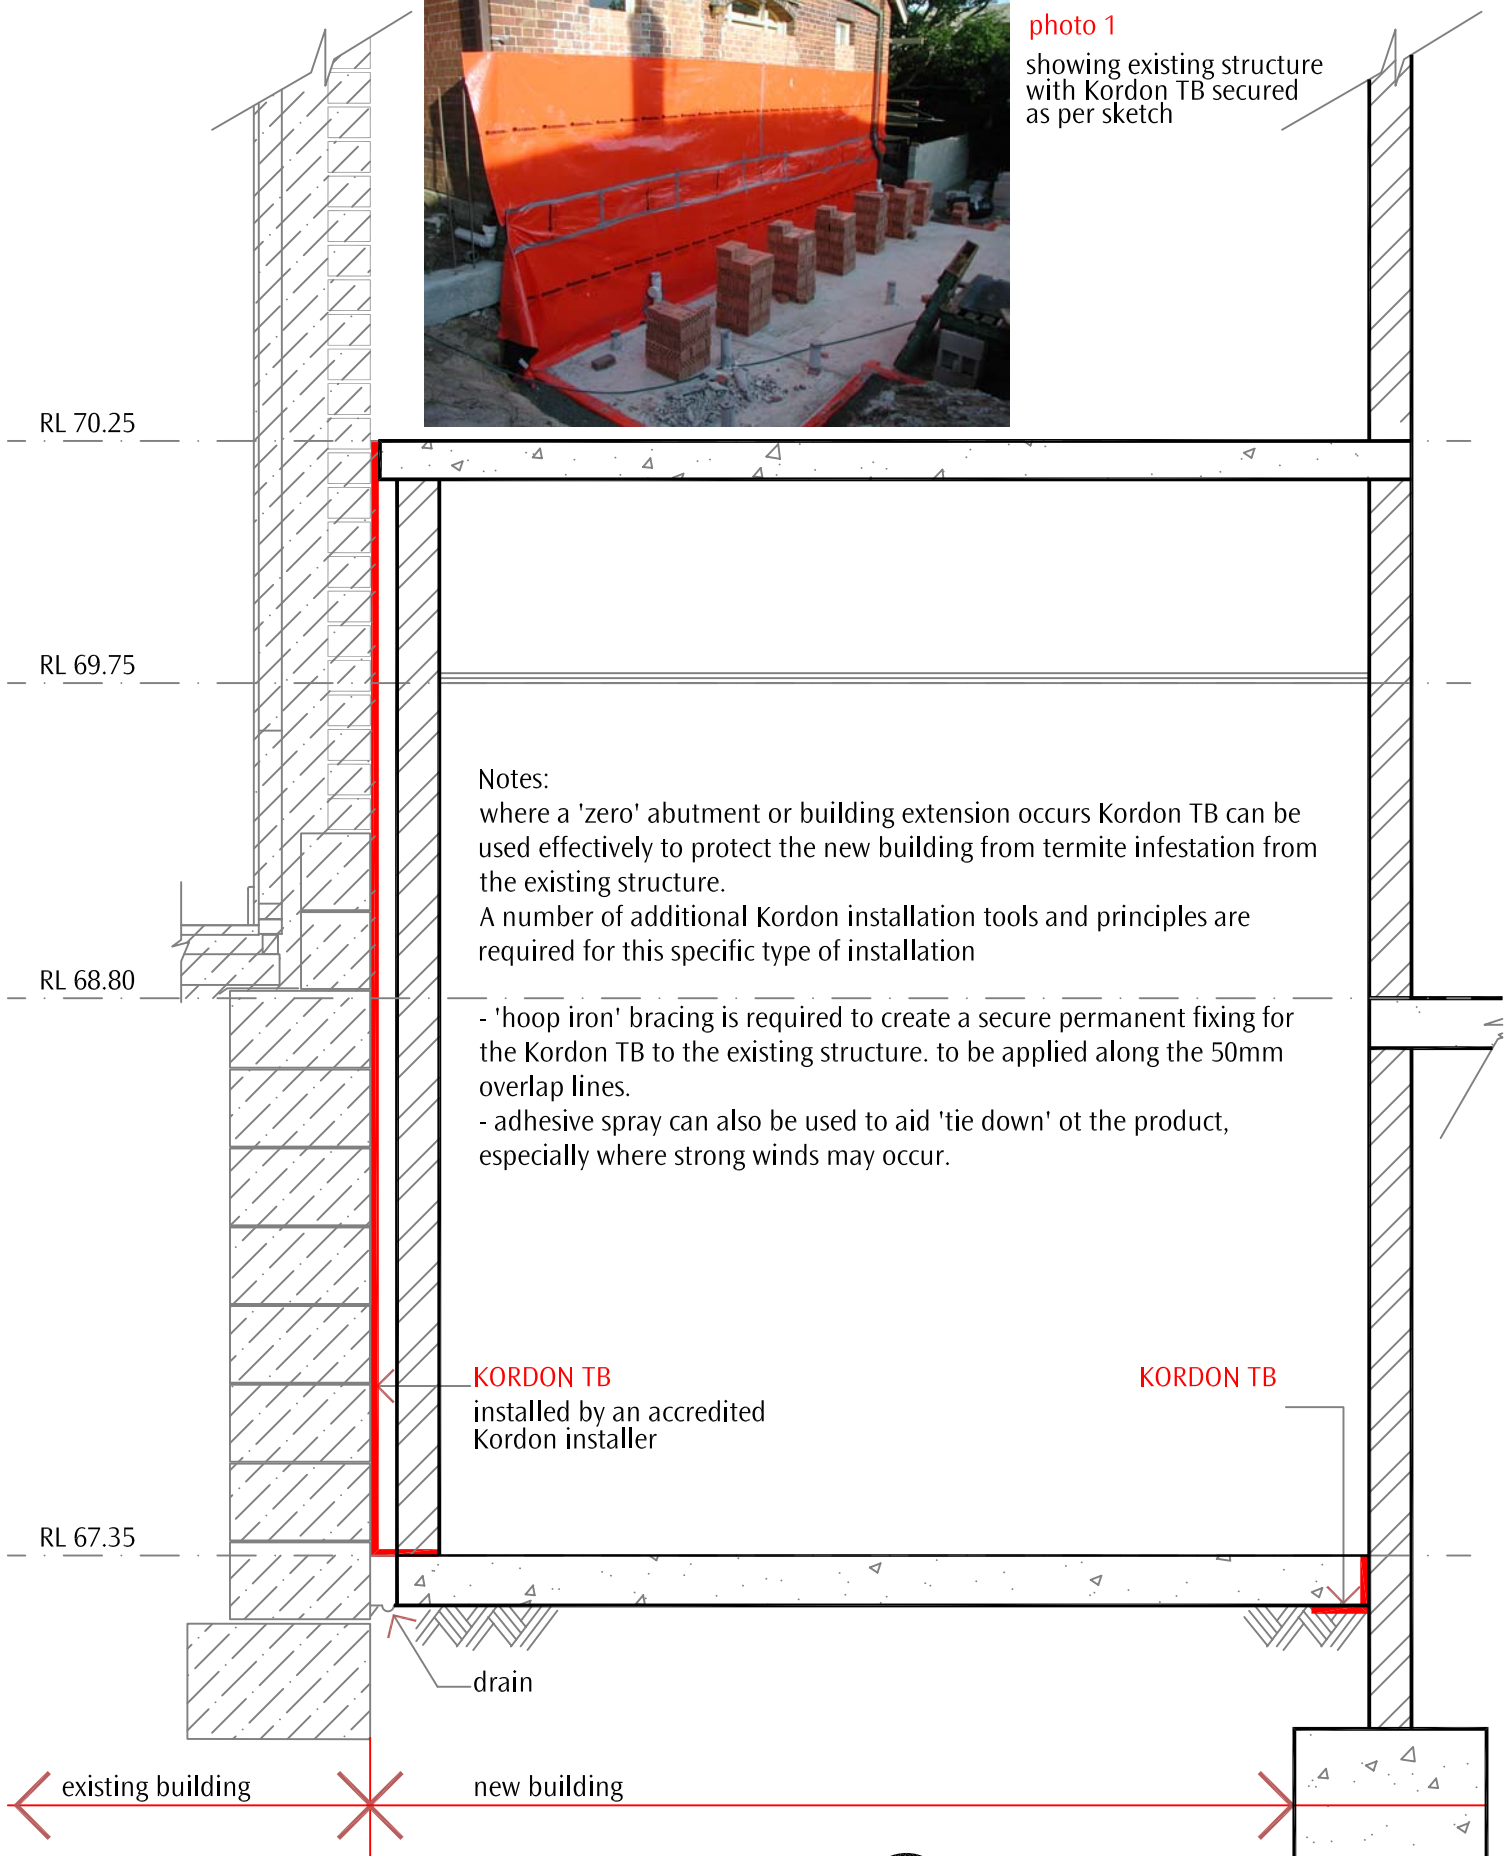 photo 1
showing existing structure
with Kordon TB secured
as per sketch
RL 70.25
RL 69.75
Notes:
where a 'zero' abutment or building extension occurs Kordon TB can be
used effectively to protect the new building from termite infestation from
the existing structure.
A number of additional Kordon installation tools and principles are
required for this specific type of installation
RL 68.80
- 'hoop iron' bracing is required to create a secure permanent fixing for
the Kordon TB to the existing structure. to be applied along the 50mm
overlap lines.
- adhesive spray can also be used to aid 'tie down' ot the product,
especially where strong winds may occur.
KORDON TB
installed by an accredited
Kordon installer
KORDON TB
RL 67.35
drain
existing building
new building